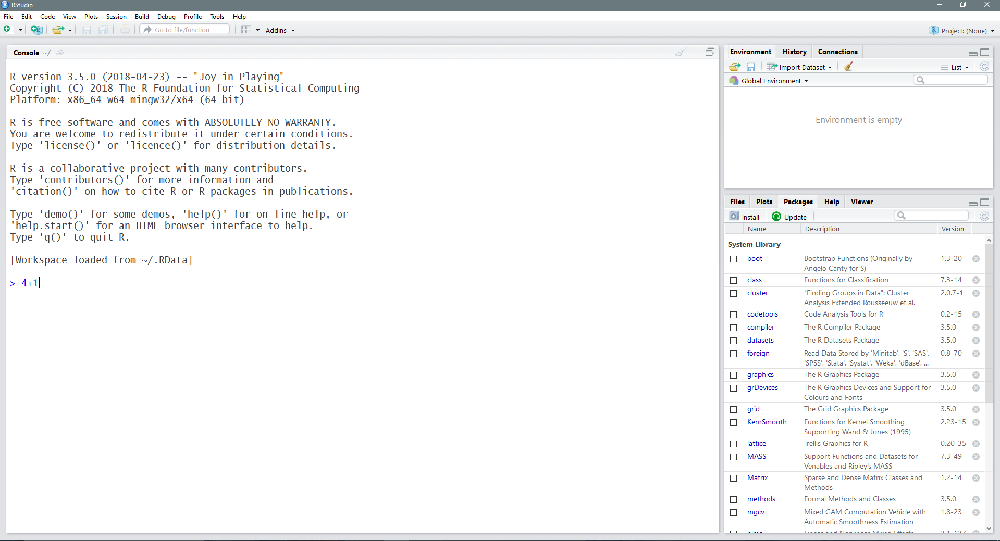 RStudio
File Edit Code View Plots Session Build Debug Profile Tools Help
Go to file/function Addins Project: (None)
Console ~/
R version 3.5.0 (2018-04-23) -- "Joy in Playing"
Copyright (C) 2018 The R Foundation for Statistical Computing
Platform: x86_64-w64-mingw32/x64 (64-bit)
R is free software and comes with ABSOLUTELY NO WARRANTY.
You are welcome to redistribute it under certain conditions.
Type 'license()' or 'licence()' for distribution details.
R is a collaborative project with many contributors.
Type 'contributors()' for more information and
'citation()' on how to cite R or R packages in publications.
Type 'demo()' for some demos, 'help()' for on-line help, or
'help.start()' for an HTML browser interface to help.
Type 'q()' to quit R.
[Workspace loaded from ~/.RData]
> 4+1
Environment History Connections
Import Dataset List
Global Environment
Environment is empty
Files Plots Packages Help Viewer
Install Update
Name Description Version
System Library
boot Bootstrap Functions (Originally by 1.3-20
Angelo Canty for S)
class Functions for Classification 7.3-14
cluster "Finding Groups in Data": Cluster 2.0.7-1
Analysis Extended Rousseeuw et al.
codetools Code Analysis Tools for R 0.2-15
compiler The R Compiler Package 3.5.0
datasets The R Datasets Package 3.5.0
foreign Read Data Stored by 'Minitab', 'S', 'SAS', 0.8-70
'SPSS', 'Stata', 'Systat', 'Weka', 'dBase', ...
graphics The R Graphics Package 3.5.0
grDevices The R Graphics Devices and Support for 3.5.0
Colours and Fonts
grid The Grid Graphics Package 3.5.0
KernSmooth Functions for Kernel Smoothing 2.23-15
Supporting Wand & Jones (1995)
lattice Trellis Graphics for R 0.20-35
MASS Support Functions and Datasets for 7.3-49
Venables and Ripley's MASS
Matrix Sparse and Dense Matrix Classes and 1.2-14
Methods
methods Formal Methods and Classes 3.5.0
mgcv Mixed GAM Computation Vehicle with 1.8-23
Automatic Smoothness Estimation